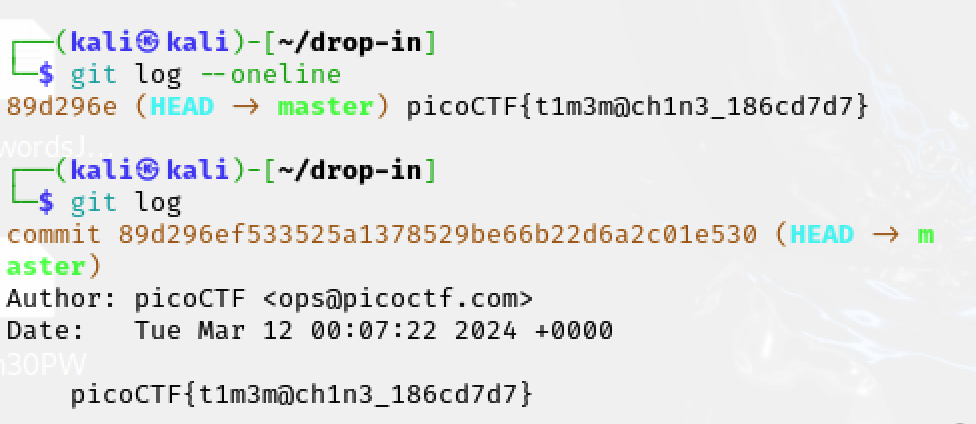 ┌──(kali㉿kali)-[~/drop-in]
└─$ git log --oneline
89d296e (HEAD -> master) picoCTF{t1m3m@ch1n3_186cd7d7}
wordsJ...
┌──(kali㉿kali)-[~/drop-in]
└─$ git log
commit 89d296ef533525a1378529be66b22d6a2c01e530 (HEAD -> m
aster)
Author: picoCTF <ops@picoctf.com>
Date:   Tue Mar 12 00:07:22 2024 +0000
n30PW
    picoCTF{t1m3m@ch1n3_186cd7d7}